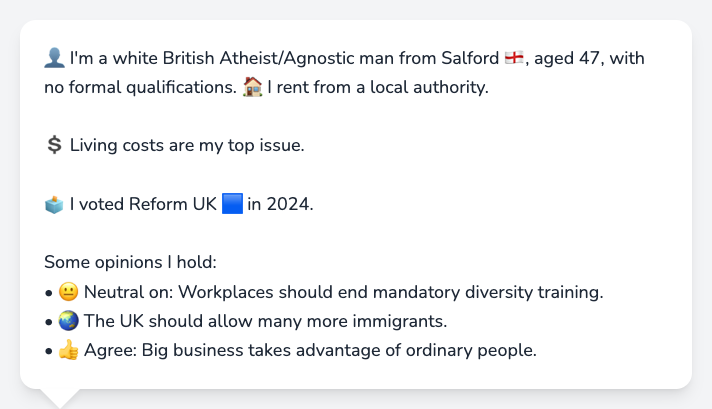 👤 I'm a white British Atheist/Agnostic man from Salford 🏴󠁧󠁢󠁥󠁮󠁧󠁿, aged 47, with
no formal qualifications. 🏠 I rent from a local authority.
💲 Living costs are my top issue.
🗳️ I voted Reform UK 🟦 in 2024.
Some opinions I hold:
• 😐 Neutral on: Workplaces should end mandatory diversity training.
• 🌏 The UK should allow many more immigrants.
• 👍 Agree: Big business takes advantage of ordinary people.